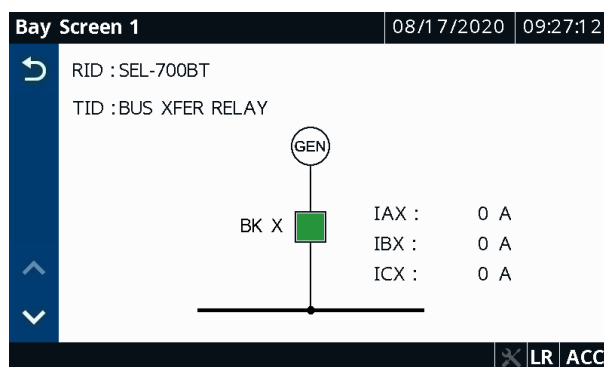 Bay Screen 1 08/17/2020 09:27:12
RID : SEL-700BT
TID : BUS XFER RELAY
GEN
BK X
IAX : 0 A
IBX : 0 A
ICX : 0 A
LR ACC